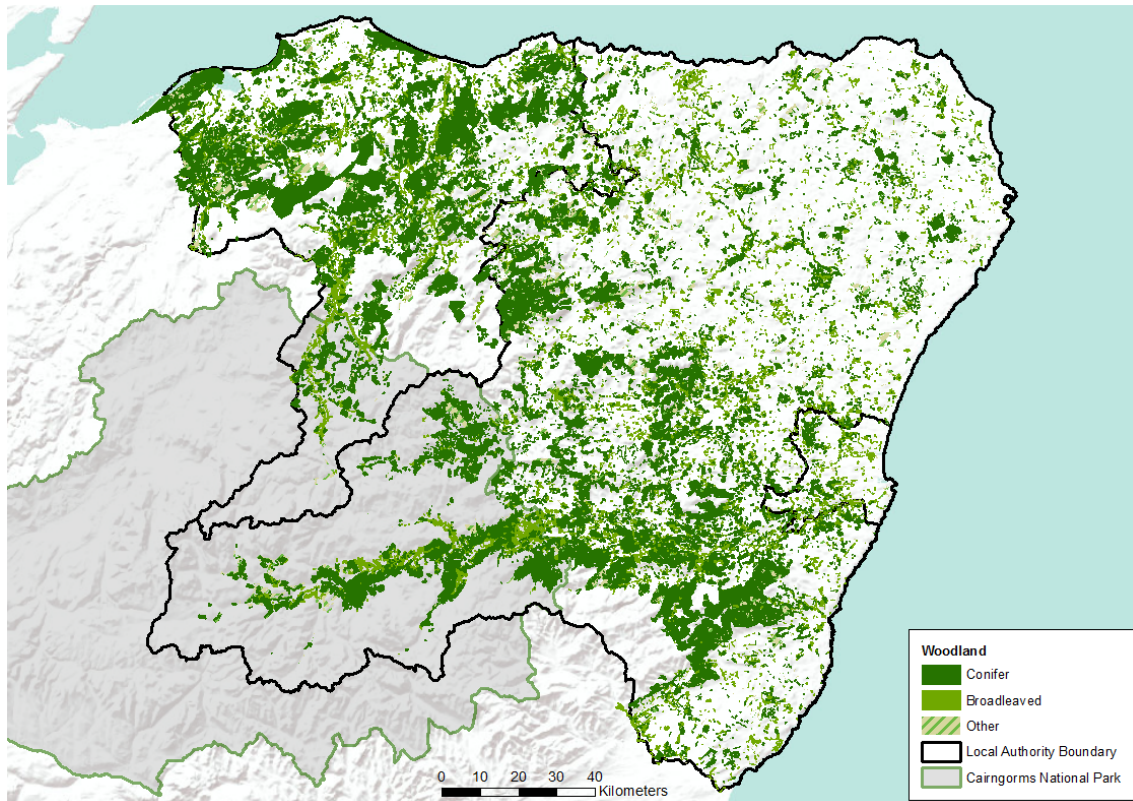 Woodland
Conifer
Broadleaved
Other
Local Authority Boundary
Cairngorms National Park
0 10 20 30 40
Kilometers